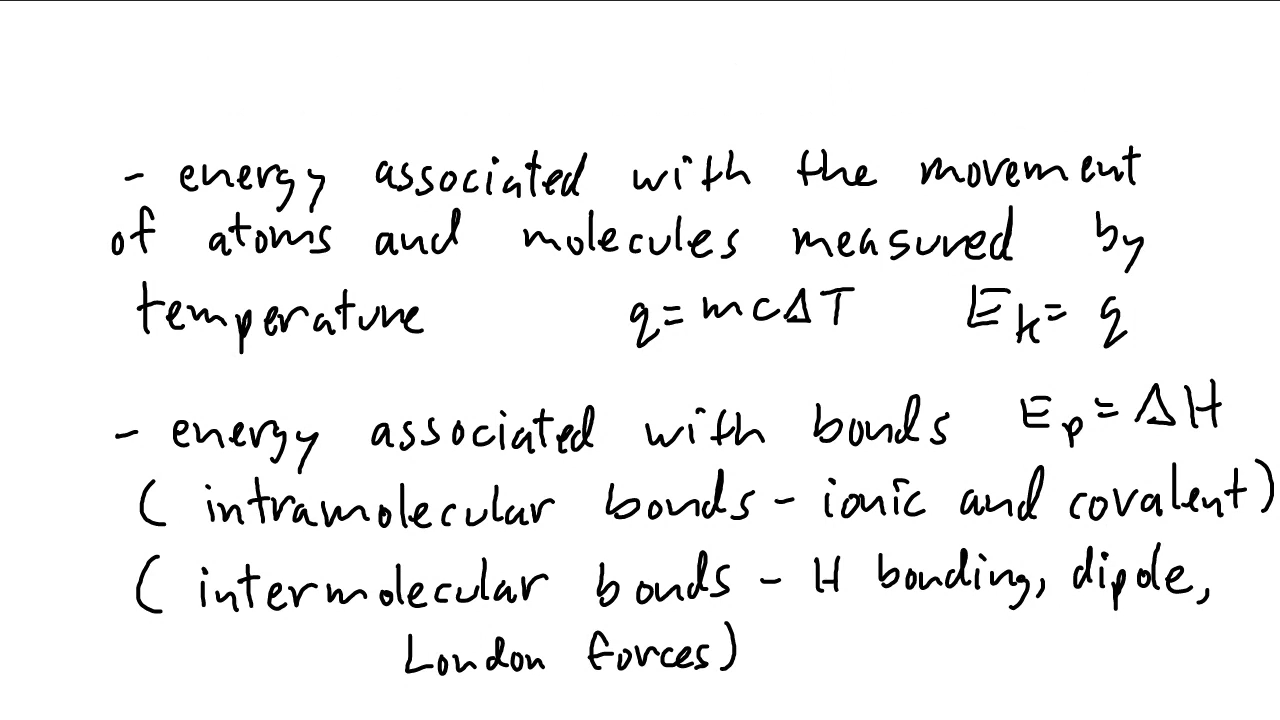 - energy associated with the movement
of atoms and molecules measured by
temperature q=mcΔT Ek= q
- energy associated with bonds Ep=ΔH
( intramolecular bonds - ionic and covalent)
( intermolecular bonds - H bonding, dipole,
London forces)